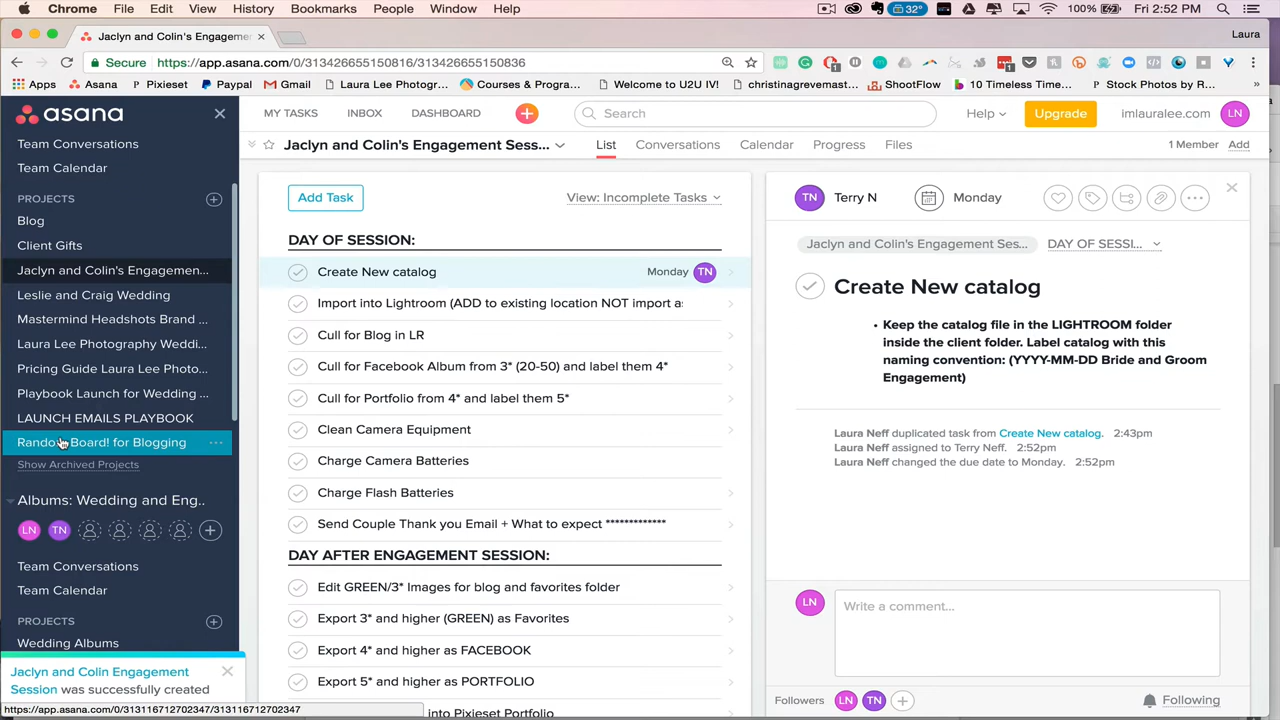 Chrome File Edit View History Bookmarks People Window Help 32° 100% Fri 2:52 PM
Jaclyn and Colin's Engageme Laura
Secure https://app.asana.com/0/313426655150816/313426655150836
Apps Asana Pixieset Paypal Gmail Laura Lee Photogr... Courses & Progra... Welcome to U2U IV! christinagrevemast... ShootFlow 10 Timeless Time... Stock Photos by R...
asana
MY TASKS INBOX DASHBOARD Search Help Upgrade imlauralee.com LN
Team Conversations
Team Calendar
PROJECTS
Blog
Client Gifts
Jaclyn and Colin's Engagemen...
Leslie and Craig Wedding
Mastermind Headshots Brand ...
Laura Lee Photography Weddi...
Pricing Guide Laura Lee Photo...
Playbook Launch for Wedding ...
LAUNCH EMAILS PLAYBOOK
Board! for Blogging
Show Archived Projects
Albums: Wedding and Eng..
LN TN
Team Conversations
Team Calendar
PROJECTS
Wedding Albums
Jaclyn and Colin Engagement
Session was successfully created
https://app.asana.com/0/313116712702347/313116712702347
Jaclyn and Colin's Engagement Sess... List Conversations Calendar Progress Files 1 Member Add
Add Task View: Incomplete Tasks
DAY OF SESSION:
Create New catalog Monday TN
Import into Lightroom (ADD to existing location NOT import as
Cull for Blog in LR
Cull for Facebook Album from 3* (20-50) and label them 4*
Cull for Portfolio from 4* and label them 5*
Clean Camera Equipment
Charge Camera Batteries
Charge Flash Batteries
Send Couple Thank you Email + What to expect *************
DAY AFTER ENGAGEMENT SESSION:
Edit GREEN/3* Images for blog and favorites folder
Export 3* and higher (GREEN) as Favorites
Export 4* and higher as FACEBOOK
Export 5* and higher as PORTFOLIO
into Pixieset Portfolio
TN Terry N Monday
Jaclyn and Colin's Engagement Ses... DAY OF SESSI...
Create New catalog
• Keep the catalog file in the LIGHTROOM folder
inside the client folder. Label catalog with this
naming convention: (YYYY-MM-DD Bride and Groom
Engagement)
Laura Neff duplicated task from Create New catalog. 2:43pm
Laura Neff assigned to Terry Neff. 2:52pm
Laura Neff changed the due date to Monday. 2:52pm
LN Write a comment...
Followers LN TN Following